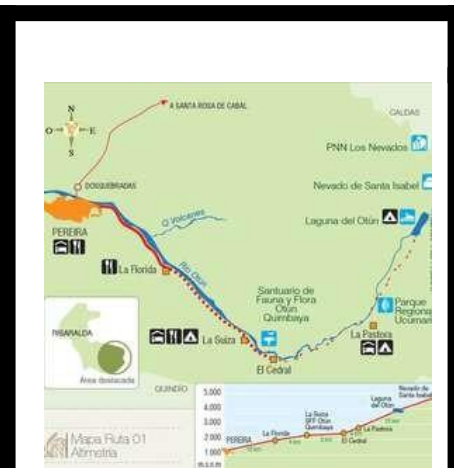 N
A SANTA ROSA DE CABAL
CALDAS
O
E
S
PNN Los Nevados
DOSQUEBRADAS
Nevado de Santa Isabel
Q Volcanes
Laguna del Otún
PEREIRA
La Florida
Río Otún
Santuario de
Fauna y Flora
Otún
Quimbaya
Parque
Regional
Ucumarí
La Suiza
La Pastora
RISARALDA
El Cedral
Área destacada
QUINDÍO
5.000
4.000
3.000
2.000
1.000
m.s.n.m
Nevado de
Santa Isabel
Laguna
del Otún
La Suiza
SFF Otún
Quimbaya
La Florida
La Pastora
El Cedral
PEREIRA
Mapa Ruta 01
Altimetría